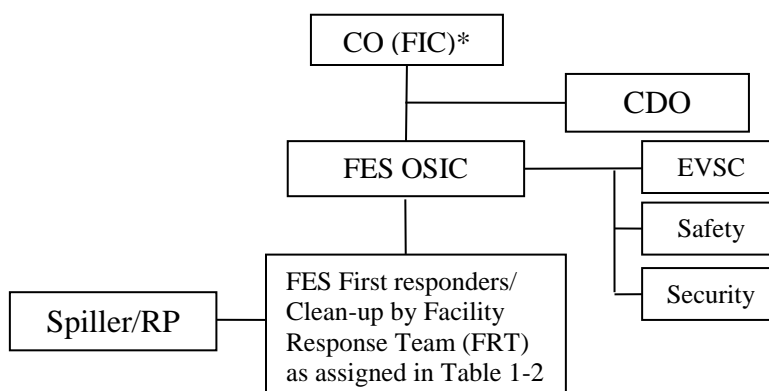 CO (FIC)*
CDO
FES OSIC
EVSC
Safety
Security
Spiller/RP
FES First responders/
Clean-up by Facility
Response Team (FRT)
as assigned in Table 1-2